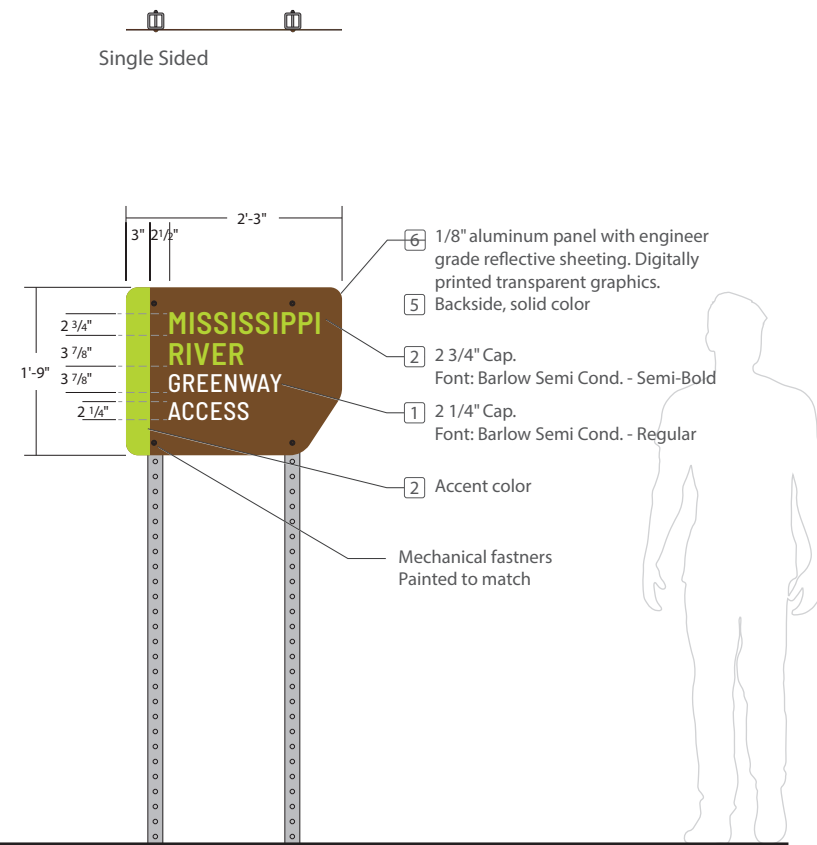 Single Sided
2'-3"
3" 2 1/2"
6 1/8" aluminum panel with engineer
grade reflective sheeting. Digitally
printed transparent graphics.
5 Backside, solid color
1'-9"
2 3/4"
3 7/8"
3 7/8"
2 1/4"
MISSISSIPPI
RIVER
GREENWAY
ACCESS
2 2 3/4" Cap.
Font: Barlow Semi Cond. - Semi-Bold
1 2 1/4" Cap.
Font: Barlow Semi Cond. - Regular
2 Accent color
Mechanical fastners
Painted to match